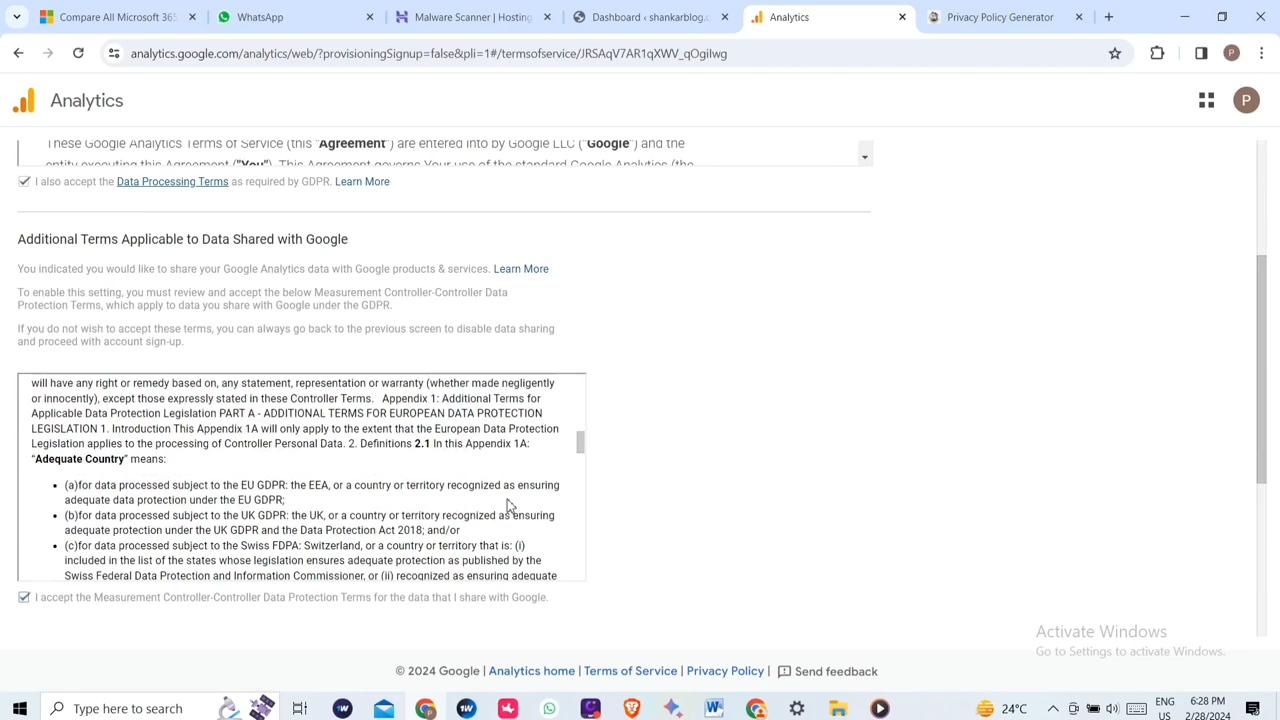 Compare All Microsoft 365
WhatsApp
Malware Scanner | Hosting
Dashboard ‹ shankarblog.c
Analytics
Privacy Policy Generator
analytics.google.com/analytics/web/?provisioningSignup=false&pli=1#/termsofservice/JRSAqV7AR1qXWV_qOgiIwg
P
Analytics
P
These Google Analytics Terms of Service (this "Agreement") are entered into by Google LLC ("Google") and the
entity executing this Agreement ("You"). This Agreement governs Your use of the standard Google Analytics (the
I also accept the Data Processing Terms as required by GDPR. Learn More
Additional Terms Applicable to Data Shared with Google
You indicated you would like to share your Google Analytics data with Google products & services. Learn More
To enable this setting, you must review and accept the below Measurement Controller-Controller Data
Protection Terms, which apply to data you share with Google under the GDPR.
If you do not wish to accept these terms, you can always go back to the previous screen to disable data sharing
and proceed with account sign-up.
will have any right or remedy based on, any statement, representation or warranty (whether made negligently
or innocently), except those expressly stated in these Controller Terms. Appendix 1: Additional Terms for
Applicable Data Protection Legislation PART A - ADDITIONAL TERMS FOR EUROPEAN DATA PROTECTION
LEGISLATION 1. Introduction This Appendix 1A will only apply to the extent that the European Data Protection
Legislation applies to the processing of Controller Personal Data. 2. Definitions 2.1 In this Appendix 1A:
“Adequate Country” means:
• (a)for data processed subject to the EU GDPR: the EEA, or a country or territory recognized as ensuring
adequate data protection under the EU GDPR;
• (b)for data processed subject to the UK GDPR: the UK, or a country or territory recognized as ensuring
adequate protection under the UK GDPR and the Data Protection Act 2018; and/or
• (c)for data processed subject to the Swiss FDPA: Switzerland, or a country or territory that is: (i)
included in the list of the states whose legislation ensures adequate protection as published by the
Swiss Federal Data Protection and Information Commissioner, or (ii) recognized as ensuring adequate
I accept the Measurement Controller-Controller Data Protection Terms for the data that I share with Google.
Activate Windows
Go to Settings to activate Windows.
© 2024 Google | Analytics home | Terms of Service | Privacy Policy | Send feedback
Type here to search
24°C
ENG
US
6:28 PM
2/28/2024